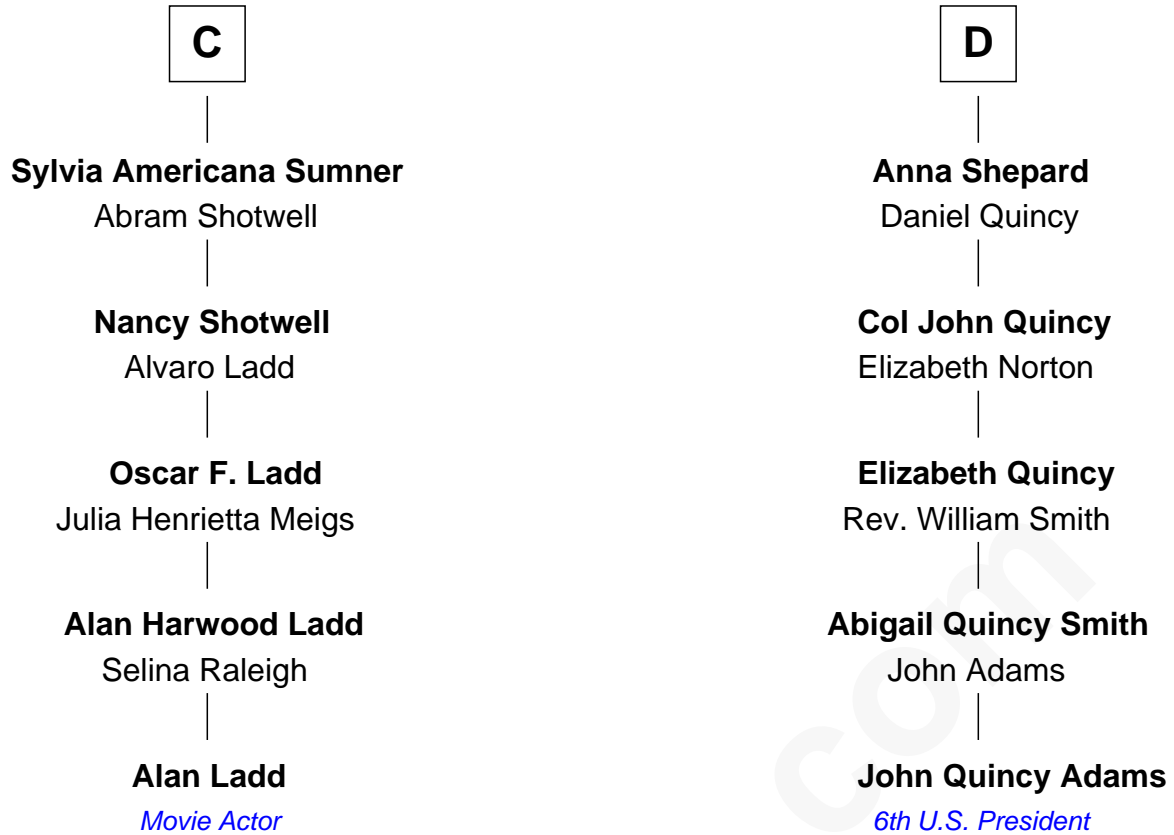 C
Sylvia Americana Sumner
Abram Shotwell
Nancy Shotwell
Alvaro Ladd
Oscar F. Ladd
Julia Henrietta Meigs
Alan Harwood Ladd
Selina Raleigh
Alan Ladd
Movie Actor
D
Anna Shepard
Daniel Quincy
Col John Quincy
Elizabeth Norton
Elizabeth Quincy
Rev. William Smith
Abigail Quincy Smith
John Adams
John Quincy Adams
6th U.S. President
com